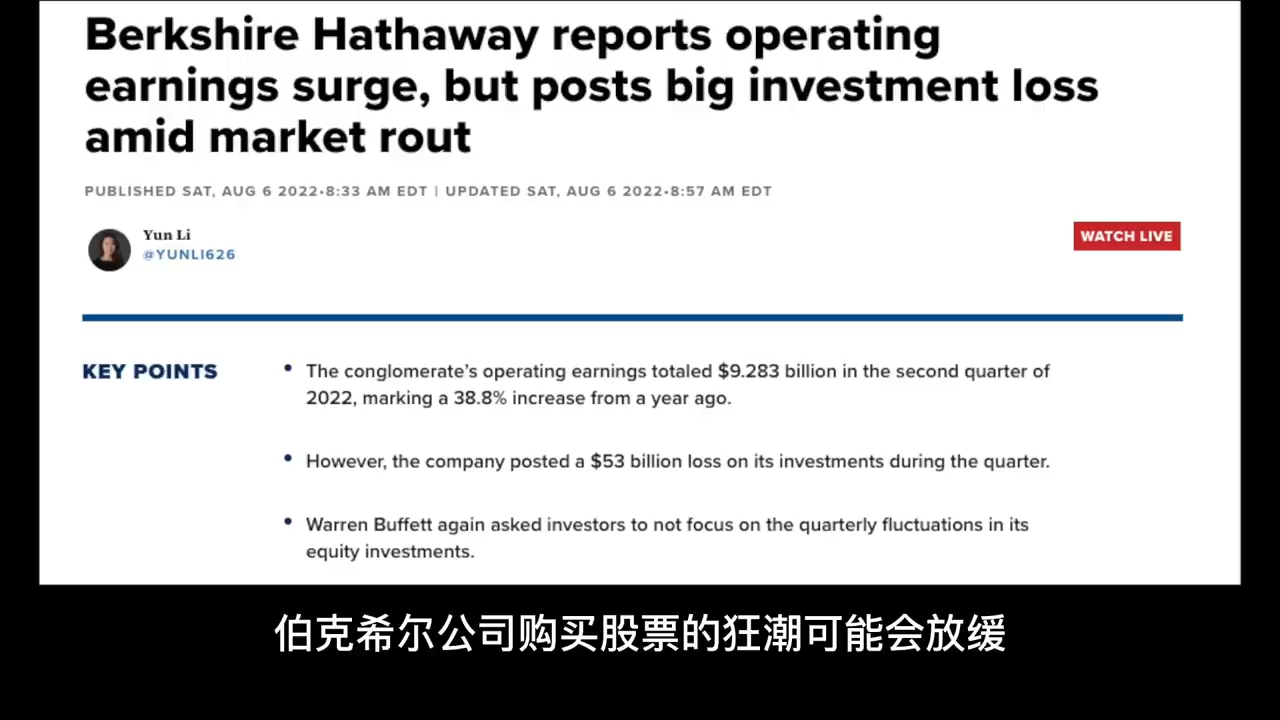 Berkshire Hathaway reports operating
earnings surge, but posts big investment loss
amid market rout
PUBLISHED SAT, AUG 6 2022•8:33 AM EDT | UPDATED SAT, AUG 6 2022•8:57 AM EDT
Yun Li
@YUNLI626
WATCH LIVE
KEY POINTS
• The conglomerate’s operating earnings totaled $9.283 billion in the second quarter of
2022, marking a 38.8% increase from a year ago.
• However, the company posted a $53 billion loss on its investments during the quarter.
• Warren Buffett again asked investors to not focus on the quarterly fluctuations in its
equity investments.
伯克希尔公司购买股票的狂潮可能会放缓